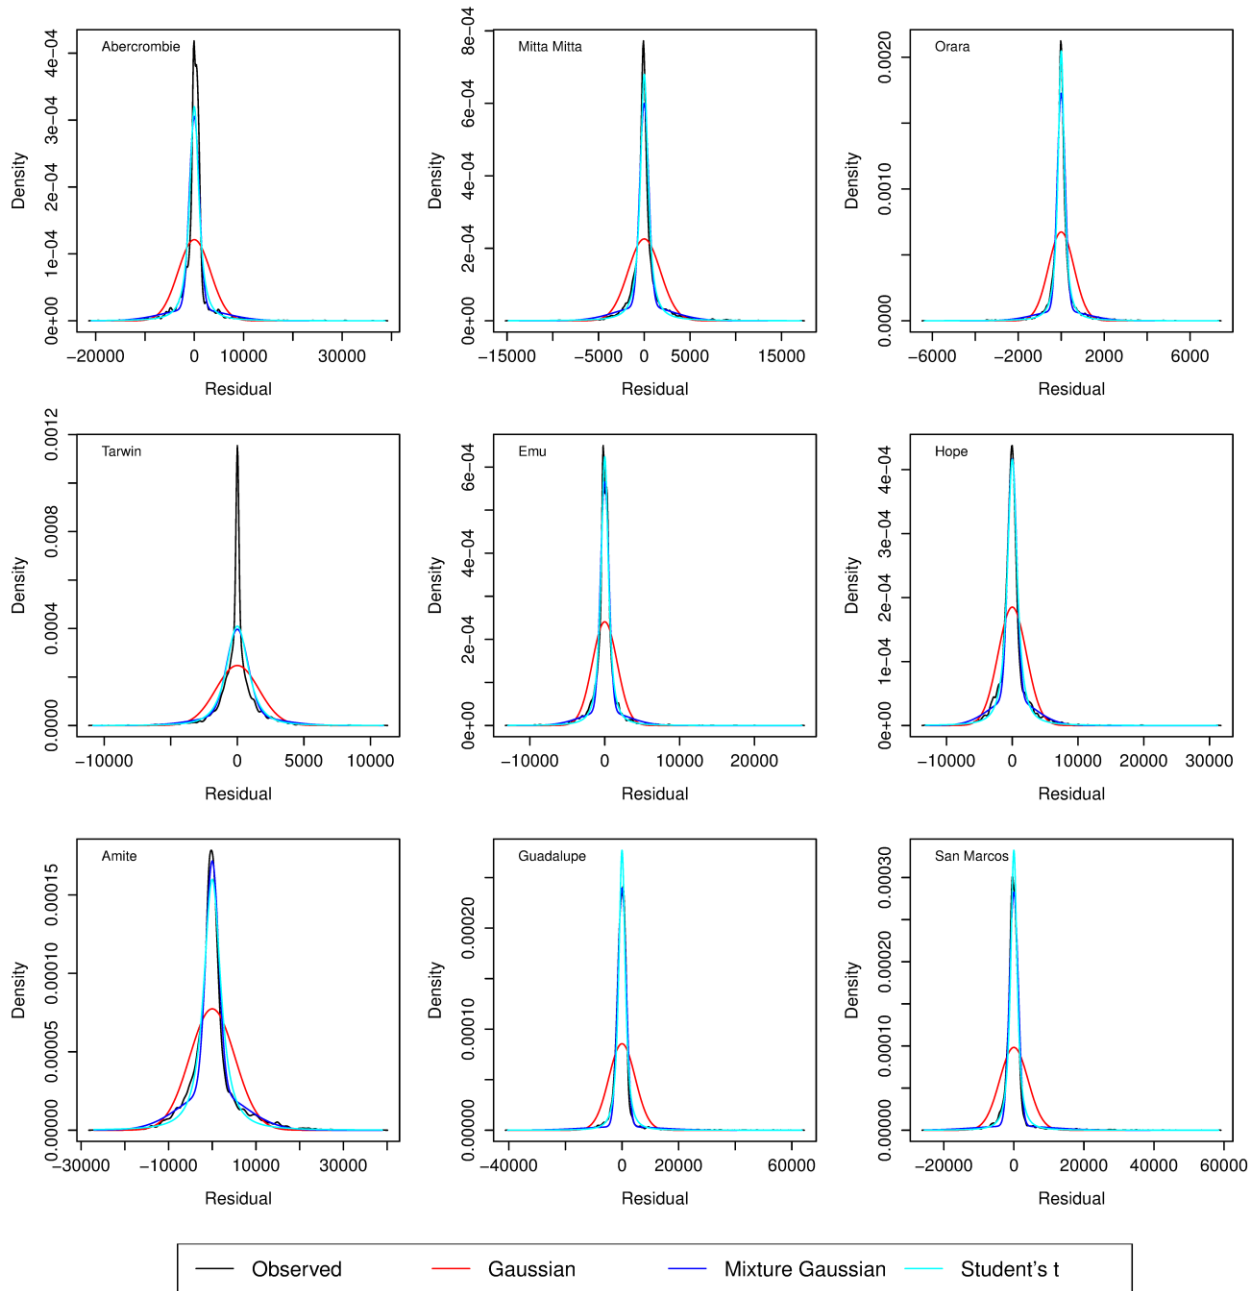 Abercrombie
Density
0e+00 1e−04 2e−04 3e−04 4e−04
−20000 0 10000 30000
Residual
Mitta Mitta
Density
0e+00 2e−04 4e−04 6e−04 8e−04
−15000 −5000 0 5000 15000
Residual
Orara
Density
0.0000 0.0010 0.0020
−6000 −2000 2000 6000
Residual
Tarwin
Density
0.0000 0.0004 0.0008 0.0012
−10000 0 5000 10000
Residual
Emu
Density
0e+00 2e−04 4e−04 6e−04
−10000 0 10000 20000
Residual
Hope
Density
0e+00 1e−04 2e−04 3e−04 4e−04
−10000 0 10000 20000 30000
Residual
Amite
Density
0.00000 0.00005 0.00010 0.00015
−30000 −10000 10000 30000
Residual
Guadalupe
Density
0.00000 0.00010 0.00020
−40000 0 20000 60000
Residual
San Marcos
Density
0.00000 0.00010 0.00020 0.00030
−20000 0 20000 40000 60000
Residual
Observed Gaussian Mixture Gaussian Student's t